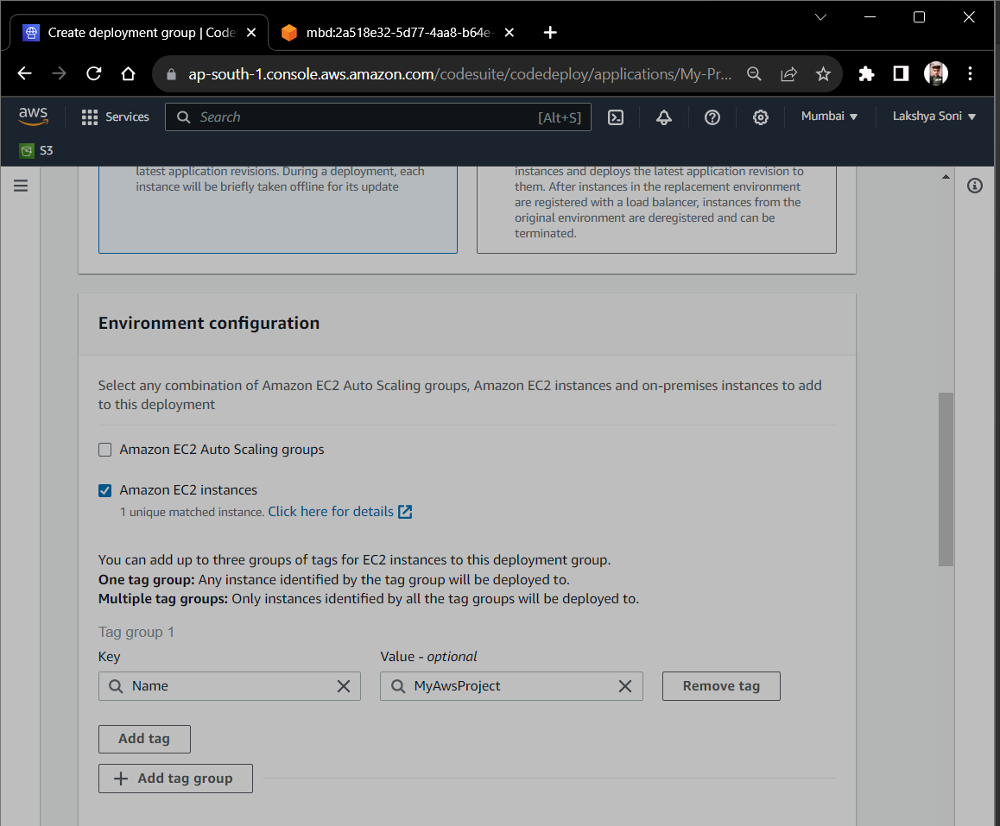 Create deployment group | Code
mbd:2a518e32-5d77-4aa8-b64e-
ap-south-1.console.aws.amazon.com/codesuite/codedeploy/applications/My-Pr...
aws
Services
Search
[Alt+S]
Mumbai
Lakshya Soni
S3
latest application revisions. During a deployment, each
instance will be briefly taken offline for its update
instances and deploys the latest application revision to
them. After instances in the replacement environment
are registered with a load balancer, instances from the
original environment are deregistered and can be
terminated.
Environment configuration
Select any combination of Amazon EC2 Auto Scaling groups, Amazon EC2 instances and on-premises instances to add
to this deployment
Amazon EC2 Auto Scaling groups
Amazon EC2 instances
1 unique matched instance. Click here for details
You can add up to three groups of tags for EC2 instances to this deployment group.
One tag group: Any instance identified by the tag group will be deployed to.
Multiple tag groups: Only instances identified by all the tag groups will be deployed to.
Tag group 1
Key
Value - optional
Name
MyAwsProject
Remove tag
Add tag
Add tag group